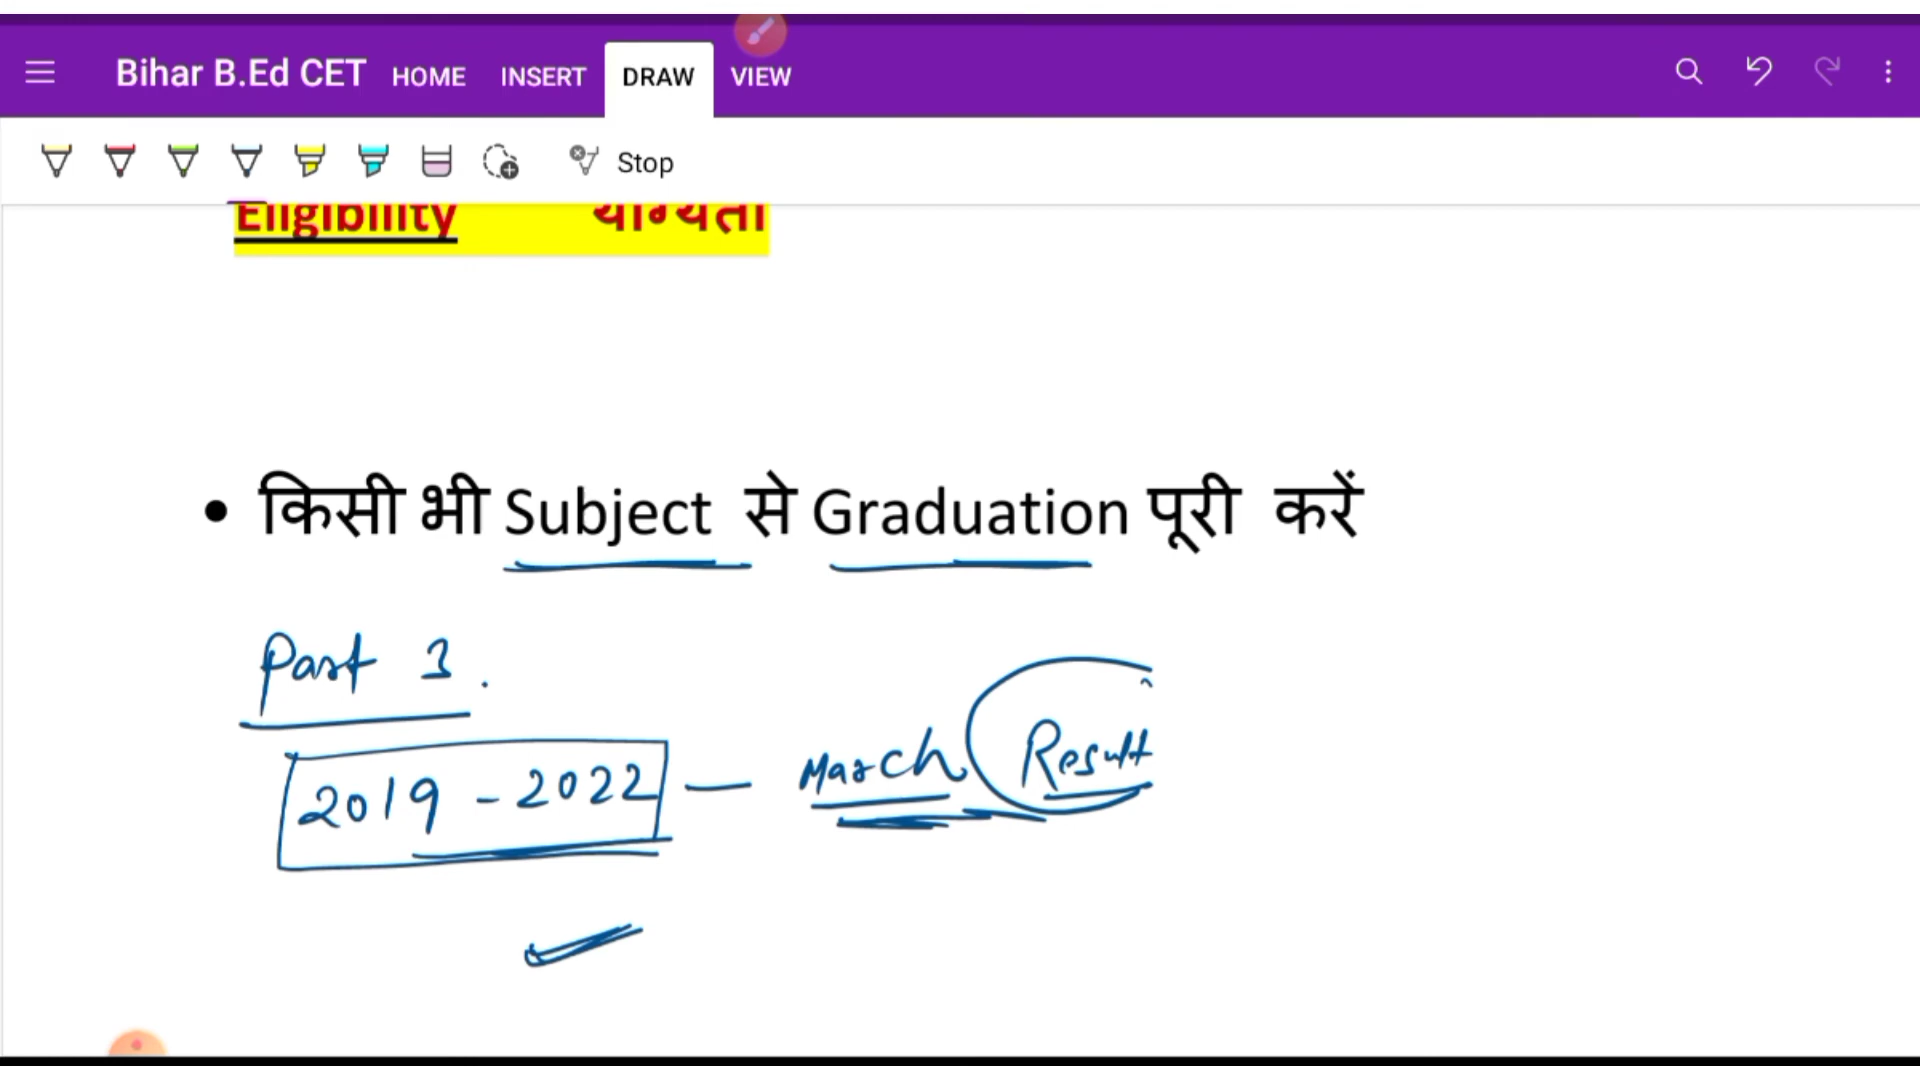 Bihar B.Ed CET HOME INSERT DRAW VIEW
Stop
Eligibility योग्यता
• किसी भी Subject से Graduation पूरी करें
Part 3.
2019 - 2022 — March Result